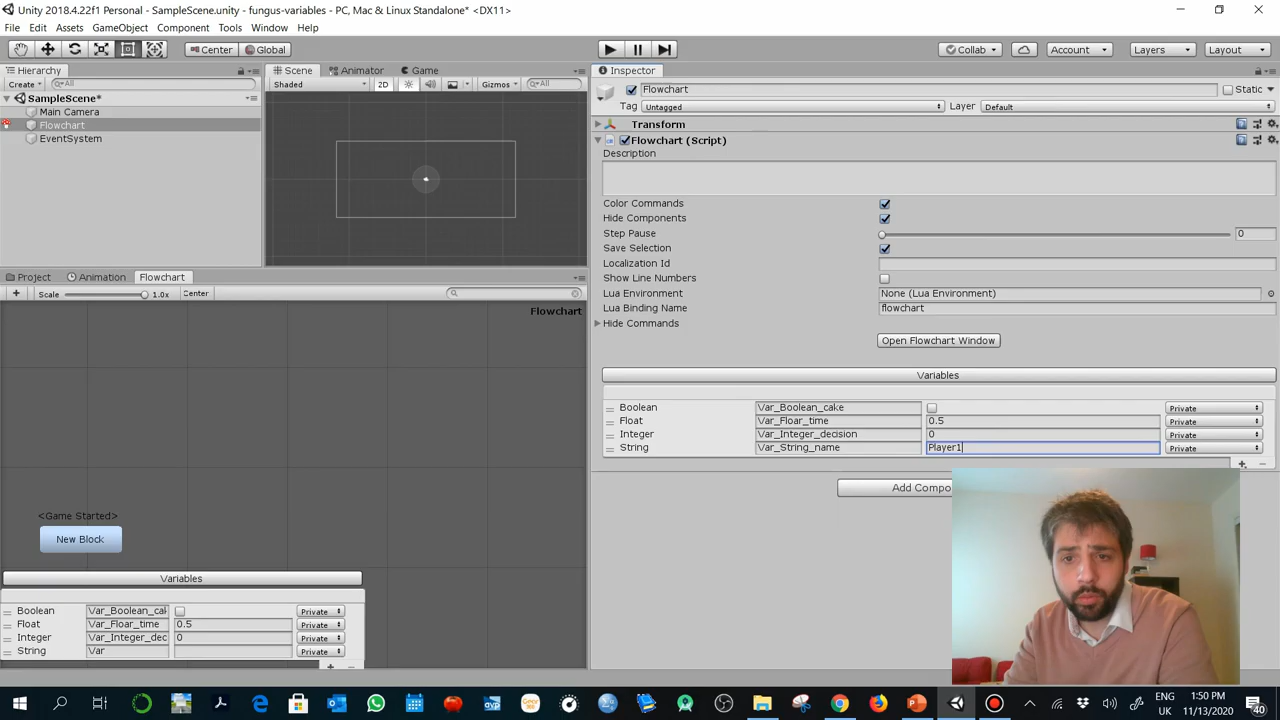 Unity 2018.4.22f1 Personal - SampleScene.unity - fungus-variables - PC, Mac & Linux Standalone* <DX11>
File Edit Assets GameObject Component Tools Window Help
Center Global Collab Account Layers Layout
Hierarchy
Create All
SampleScene*
Main Camera
Flowchart
EventSystem
Scene Animator Game
Shaded 2D Gizmos All
Inspector
Flowchart Static
Tag Untagged Layer Default
Transform
Flowchart (Script)
Description
Color Commands
Hide Components
Step Pause 0
Save Selection
Localization Id
Show Line Numbers
Lua Environment None (Lua Environment)
Lua Binding Name flowchart
Hide Commands
Open Flowchart Window
Variables
Boolean Var_Boolean_cake Private
Float Var_Floar_time 0.5 Private
Integer Var_Integer_decision 0 Private
String Var_String_name Player1 Private
Add Compo
Project Animation Flowchart
Scale 1.0x Center
Flowchart
<Game Started>
New Block
Variables
Boolean Var_Boolean_cak Private
Float Var_Floar_time 0.5 Private
Integer Var_Integer_dec 0 Private
String Var Private
ENG
UK
1:50 PM
11/13/2020
40